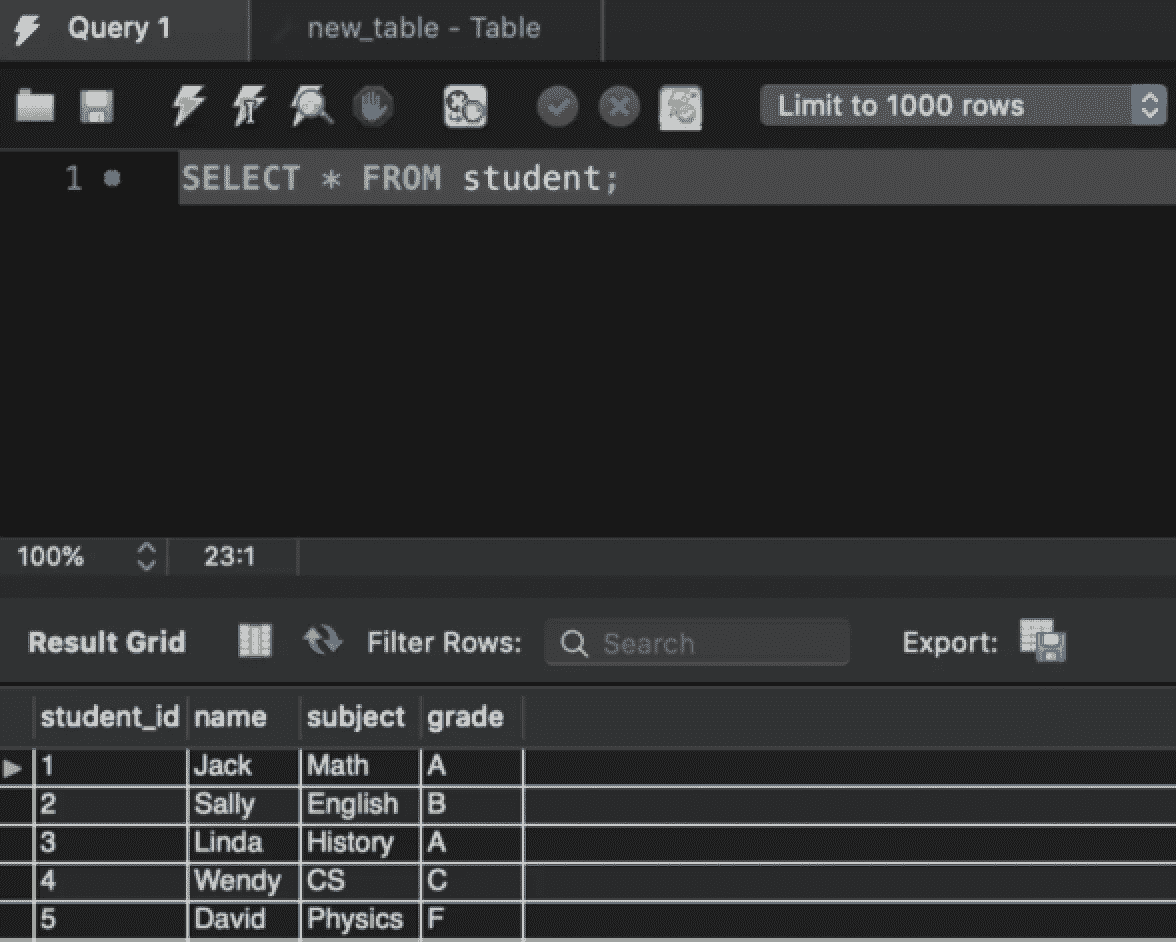 Query 1 new_table - Table
Limit to 1000 rows
1 SELECT * FROM student;
100% 23:1
Result Grid Filter Rows: Search Export:
student_id name subject grade
1 Jack Math A
2 Sally English B
3 Linda History A
4 Wendy CS C
5 David Physics F